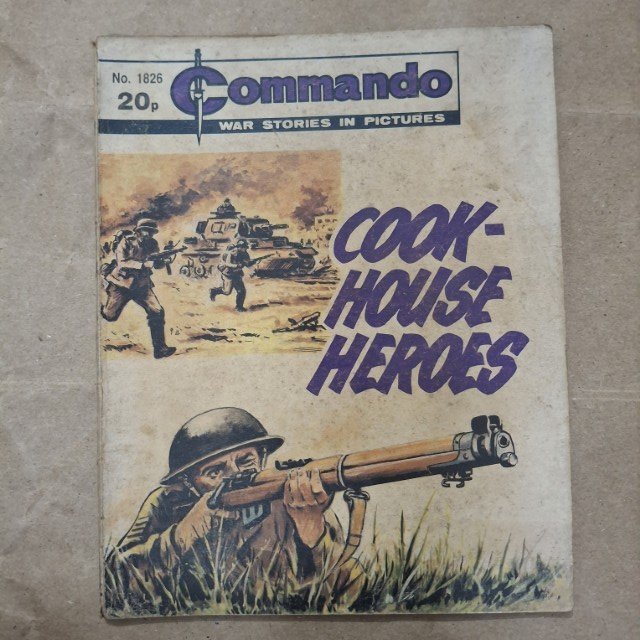 No. 1826
20p
Commando
WAR STORIES IN PICTURES
COOK-
HOUSE
HEROES